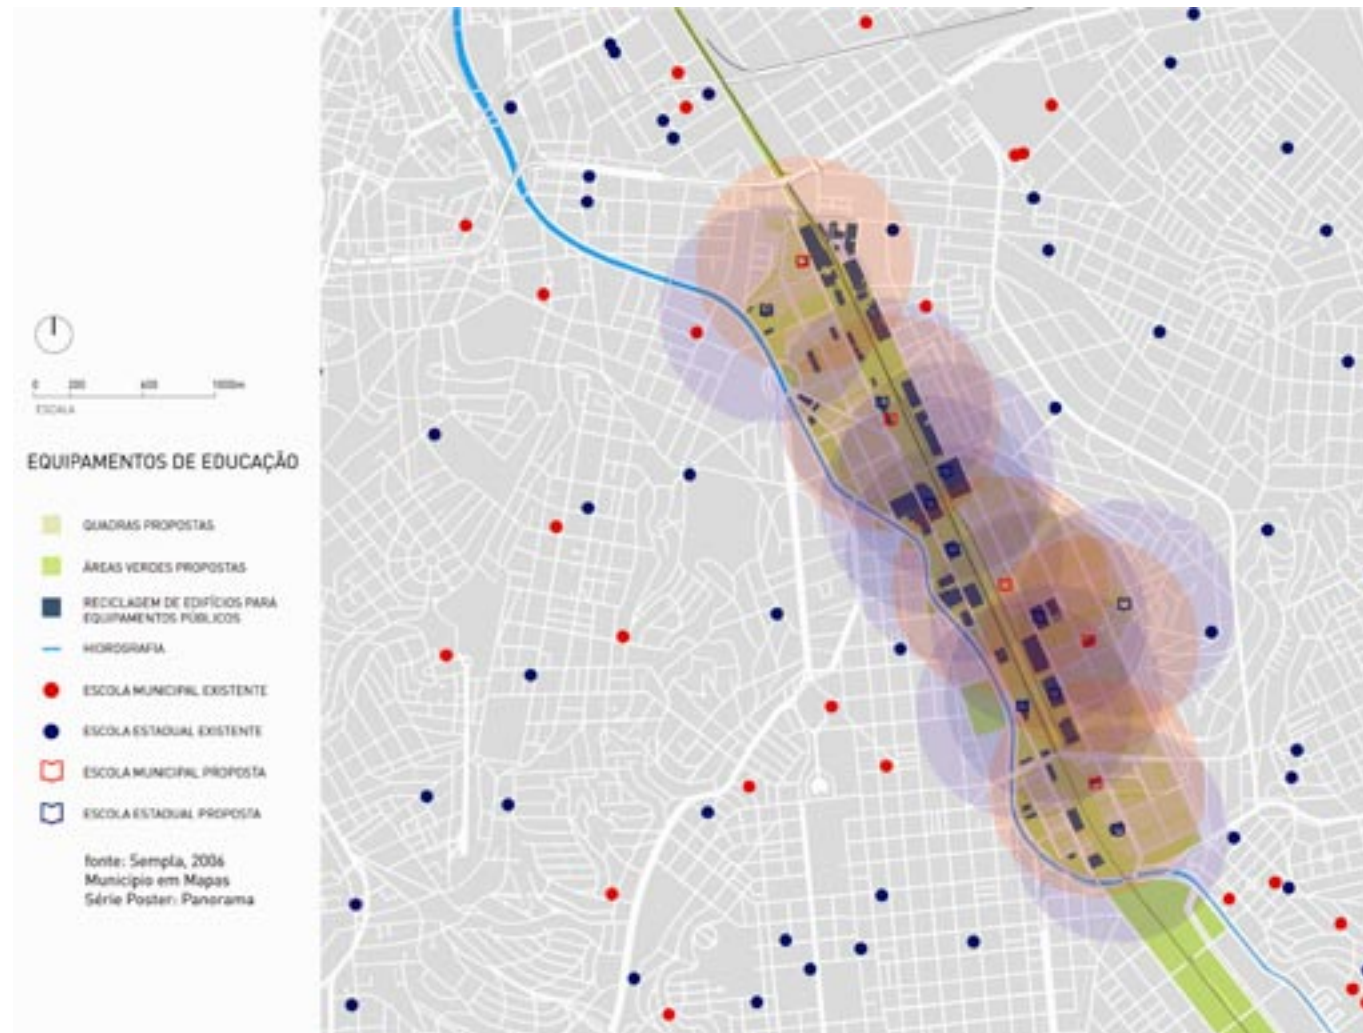 0 200 600 1000m
ESCALA
EQUIPAMENTOS DE EDUCAÇÃO
QUADRAS PROPOSTAS
ÁREAS VERDES PROPOSTAS
RECICLAGEM DE EDIFÍCIOS PARA
EQUIPAMENTOS PÚBLICOS
HIDROGRAFIA
ESCOLA MUNICIPAL EXISTENTE
ESCOLA ESTADUAL EXISTENTE
ESCOLA MUNICIPAL PROPOSTA
ESCOLA ESTADUAL PROPOSTA
fonte: Sempla, 2006
Município em Mapas
Série Poster: Panorama